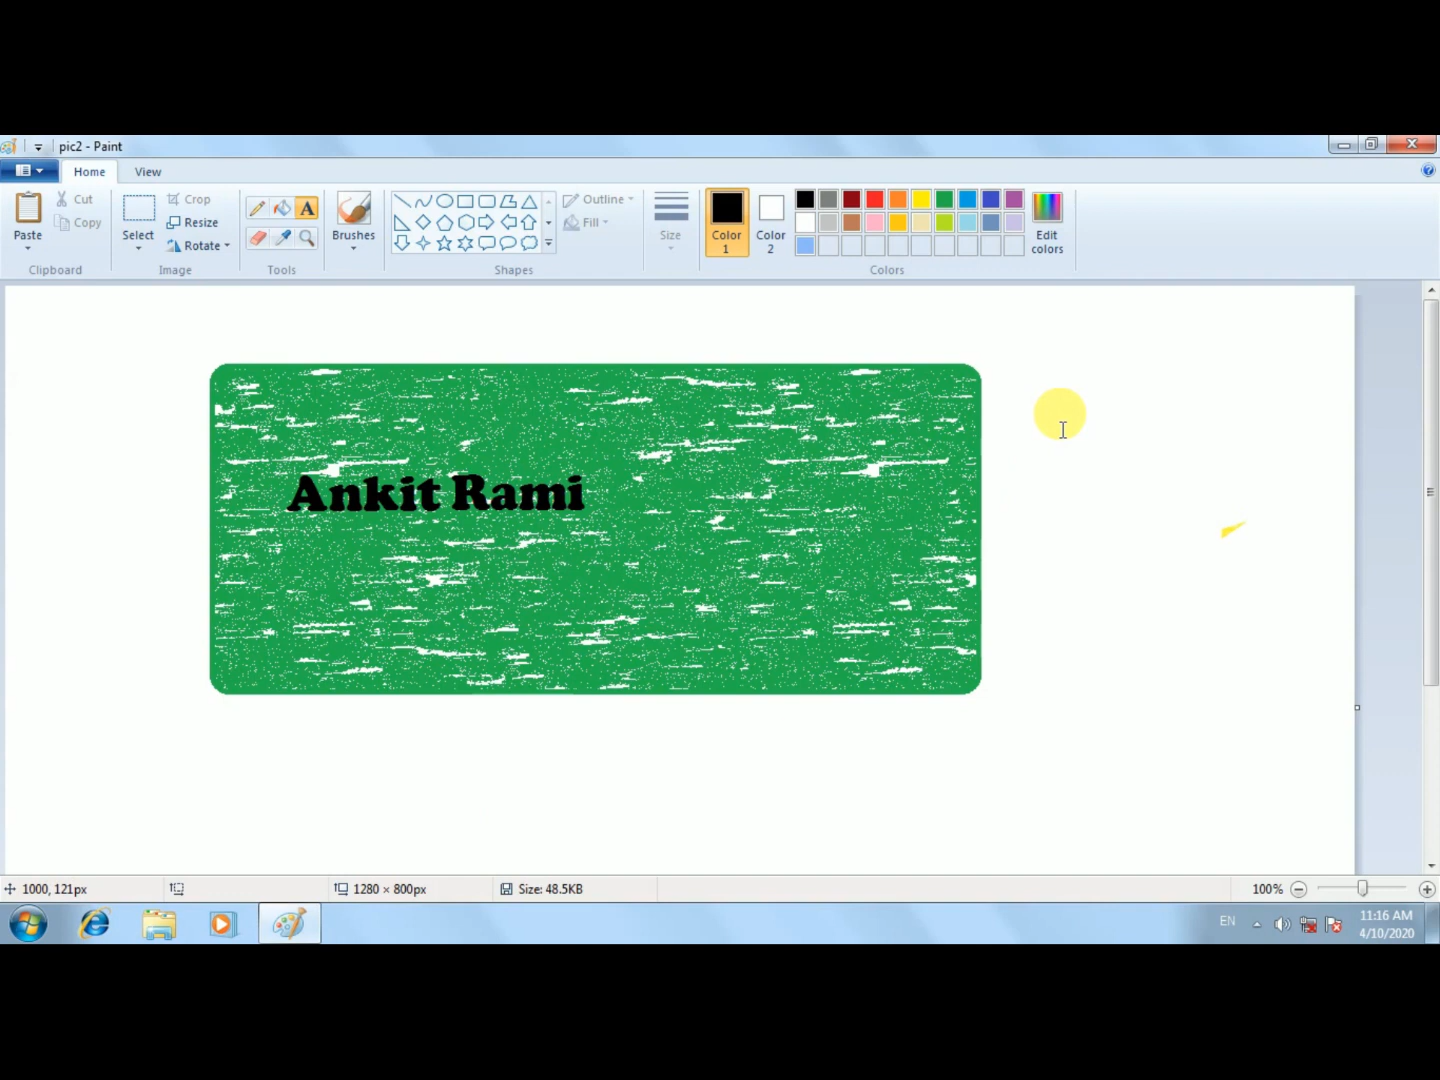 pic2 - Paint
Home
View
Paste
Cut
Copy
Clipboard
Select
Crop
Resize
Rotate
Image
A
Tools
Brushes
Shapes
Outline
Fill
Size
Color 1
Color 2
Edit colors
Colors
Ankit Rami
1000, 121px
1280 × 800px
Size: 48.5KB
100%
EN
11:16 AM
4/10/2020